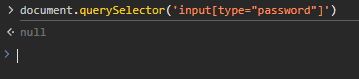 > document.querySelector('input[type="password"]')
< null
>